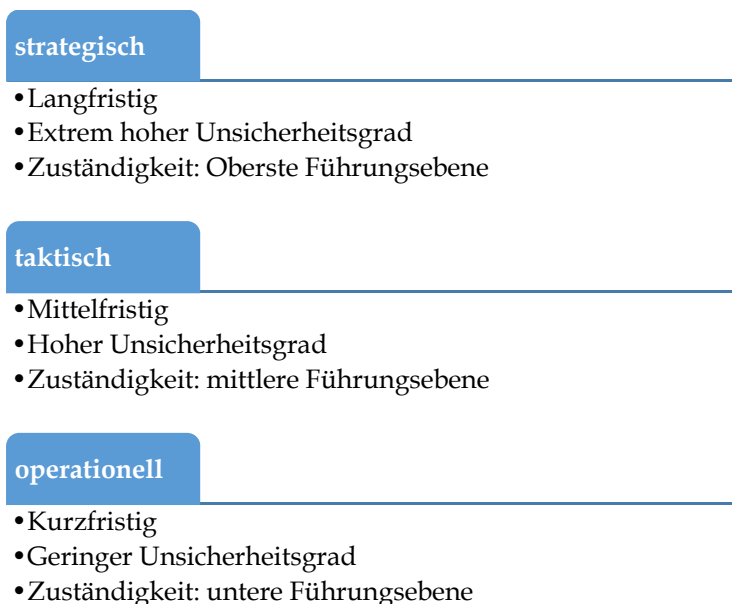 strategisch
•Langfristig
•Extrem hoher Unsicherheitsgrad
•Zuständigkeit: Oberste Führungsebene
taktisch
•Mittelfristig
•Hoher Unsicherheitsgrad
•Zuständigkeit: mittlere Führungsebene
operationell
•Kurzfristig
•Geringer Unsicherheitsgrad
•Zuständigkeit: untere Führungsebene